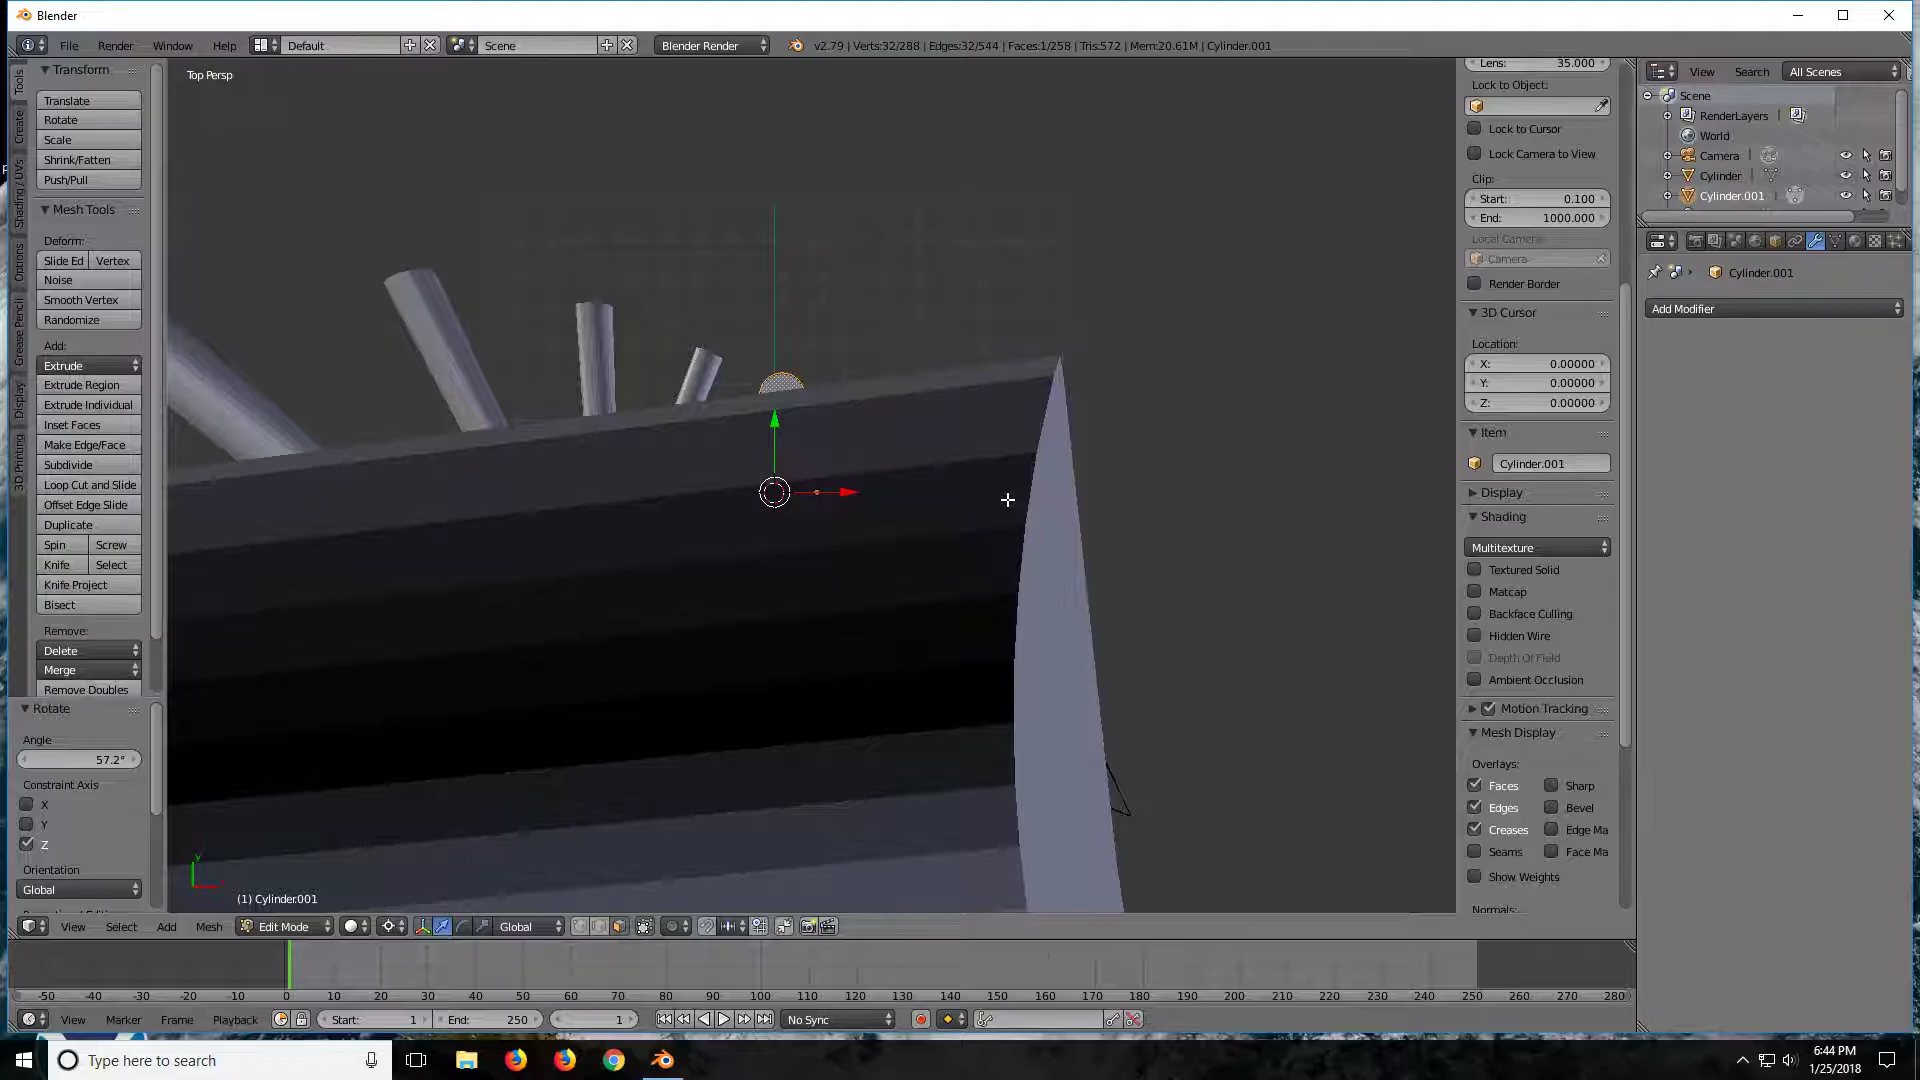 Blender
File Render Window Help Default Scene Blender Render v2.79 | Verts:32/288 | Edges:32/544 | Faces:1/258 | Tris:572 | Mem:20.61M | Cylinder.001
Tools
Create
Shading / UVs
Options
Grease Pencil
Display
3D Printing
Transform
Translate
Rotate
Scale
Shrink/Fatten
Push/Pull
Mesh Tools
Deform:
Slide Ed Vertex
Noise
Smooth Vertex
Randomize
Add:
Extrude
Extrude Region
Extrude Individual
Inset Faces
Make Edge/Face
Subdivide
Loop Cut and Slide
Offset Edge Slide
Duplicate
Spin Screw
Knife Select
Knife Project
Bisect
Remove:
Delete
Merge
Remove Doubles
Rotate
Angle
57.2°
Constraint Axis
X
Y
Z
Orientation
Global
Top Persp
y
(1) Cylinder.001
View Select Add Mesh Edit Mode Global
Lens: 35.000
Lock to Object:
Lock to Cursor
Lock Camera to View
Clip:
Start: 0.100
End: 1000.000
Local Camera:
Camera
Render Border
3D Cursor
Location:
X: 0.00000
Y: 0.00000
Z: 0.00000
Item
Cylinder.001
Display
Shading
Multitexture
Textured Solid
Matcap
Backface Culling
Hidden Wire
Depth Of Field
Ambient Occlusion
Motion Tracking
Mesh Display
Overlays:
Faces Sharp
Edges Bevel
Creases Edge Ma
Seams Face Ma
Show Weights
Normals:
View Search All Scenes
Scene
RenderLayers
World
Camera
Cylinder
Cylinder.001
Cylinder.001
Add Modifier
-50 -40 -30 -20 -10 0 10 20 30 40 50 60 70 80 90 100 110 120 130 140 150 160 170 180 190 200 210 220 230 240 250 260 270 280
View Marker Frame Playback Start: 1 End: 250 1 No Sync
Type here to search
6:44 PM
1/25/2018